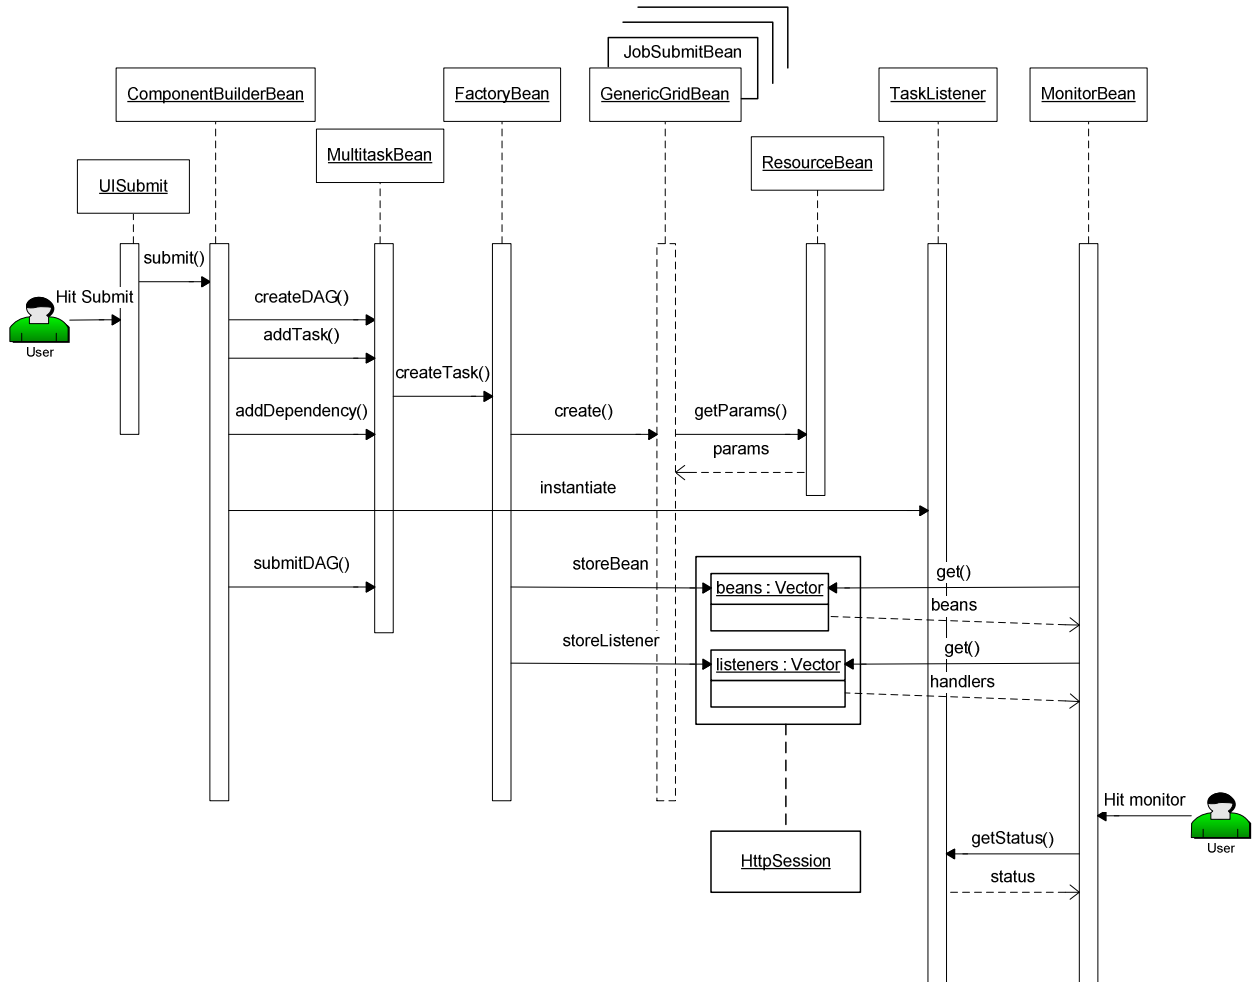 JobSubmitBean
ComponentBuilderBean
FactoryBean
GenericGridBean
TaskListener
MonitorBean
MultitaskBean
ResourceBean
UISubmit
submit()
Hit Submit
User
createDAG()
addTask()
createTask()
addDependency()
create()
getParams()
params
instantiate
submitDAG()
storeBean
beans : Vector
get()
beans
storeListener
listeners : Vector
get()
handlers
Hit monitor
User
getStatus()
HttpSession
status